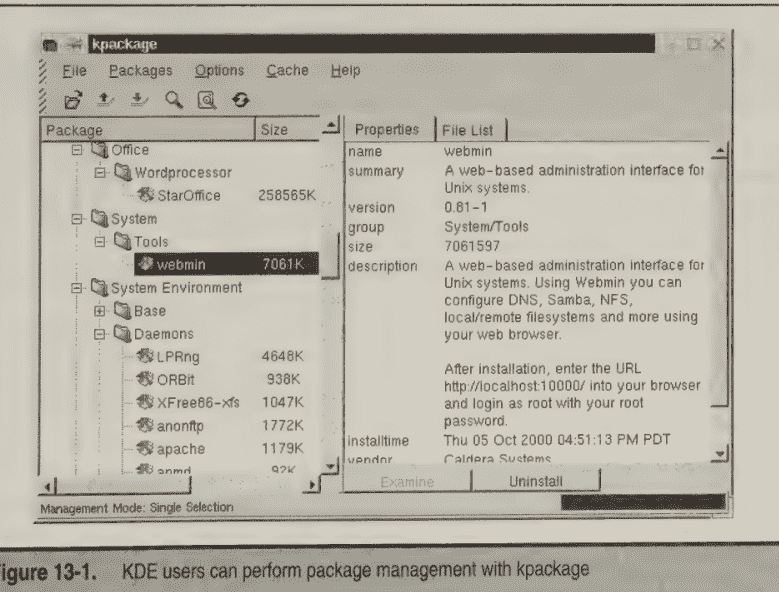 kpackage
File Packages Options Cache Help
Package Size
Office
Wordprocessor
StarOffice 258565K
System
Tools
webmin 7061K
System Environment
Base
Daemons
LPRng 4648K
ORBit 938K
XFree86-xfs 1047K
anonftp 1772K
apache 1179K
apmd 92K
Properties File List
name webmin
summary A web-based administration interface for
Unix systems.
version 0.81-1
group System/Tools
size 7061597
description A web-based administration interface for
Unix systems. Using Webmin you can
configure DNS, Samba, NFS,
local/remote filesystems and more using
your web browser.
After installation, enter the URL
http://localhost:10000/ into your browser
and login as root with your root
password.
installtime Thu 05 Oct 2000 04:51:13 PM PDT
vendor Caldera Systems
Examine Uninstall
Management Mode: Single Selection
igure 13-1. KDE users can perform package management with kpackage